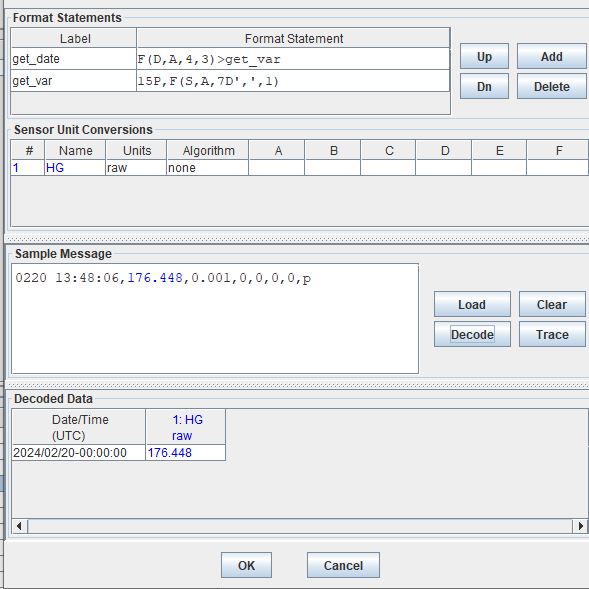 Format Statements
Label Format Statement
get_date F(D,A,4,3)>get_var
get_var 15P,F(S,A,7D',',1)
Up Add
Dn Delete
Sensor Unit Conversions
# Name Units Algorithm A B C D E F
1 HG raw none
Sample Message
0220 13:48:06,176.448,0.001,0,0,0,0,p
Load Clear
Decode Trace
Decoded Data
Date/Time 1: HG
(UTC) raw
2024/02/20-00:00:00 176.448
OK Cancel